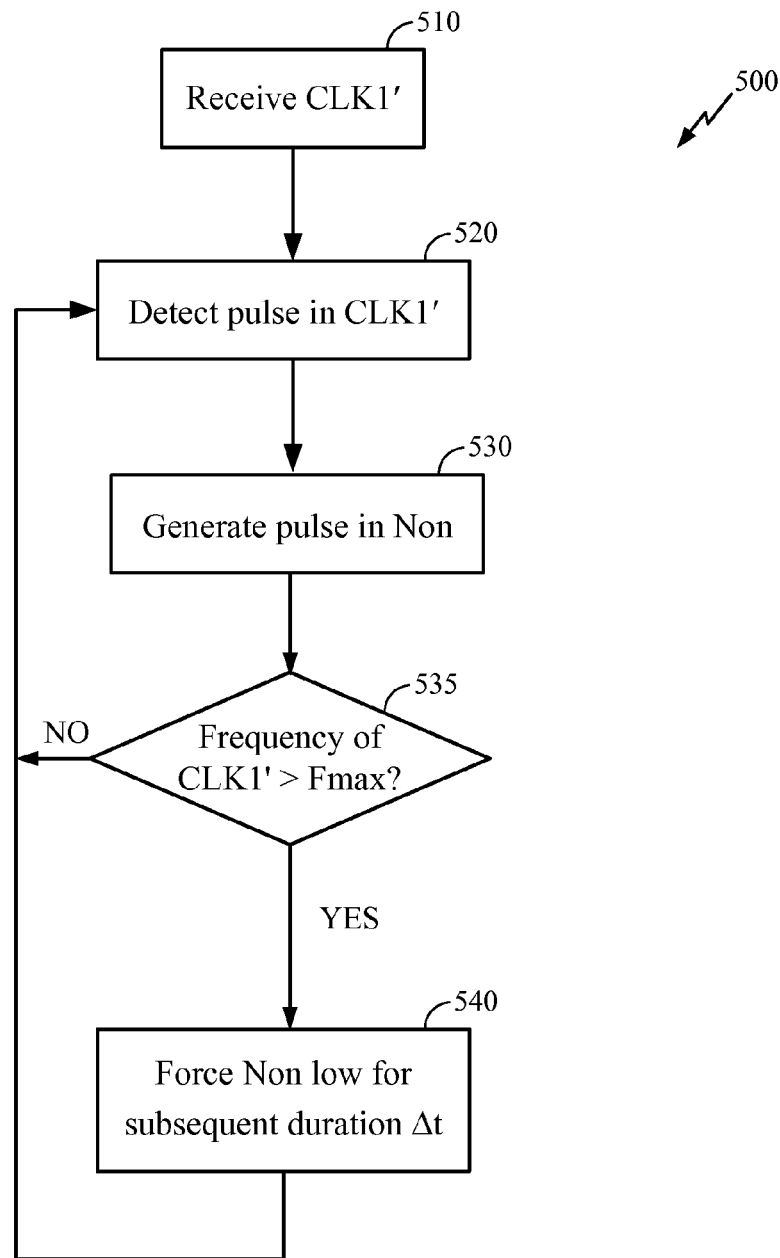 510
Receive CLK1′
500
520
Detect pulse in CLK1′
530
Generate pulse in Non
535
NO
Frequency of
CLK1' > Fmax?
YES
540
Force Non low for
subsequent duration Δt